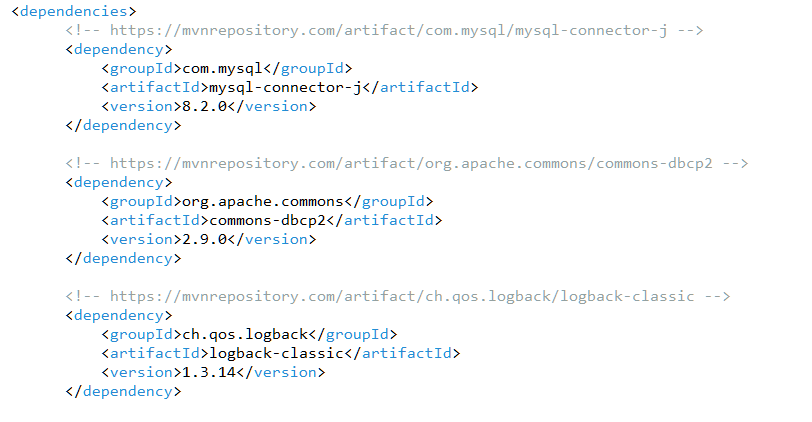 <dependencies>
<!-- https://mvnrepository.com/artifact/com.mysql/mysql-connector-j -->
<dependency>
<groupId>com.mysql</groupId>
<artifactId>mysql-connector-j</artifactId>
<version>8.2.0</version>
</dependency>
<!-- https://mvnrepository.com/artifact/org.apache.commons/commons-dbcp2 -->
<dependency>
<groupId>org.apache.commons</groupId>
<artifactId>commons-dbcp2</artifactId>
<version>2.9.0</version>
</dependency>
<!-- https://mvnrepository.com/artifact/ch.qos.logback/logback-classic -->
<dependency>
<groupId>ch.qos.logback</groupId>
<artifactId>logback-classic</artifactId>
<version>1.3.14</version>
</dependency>